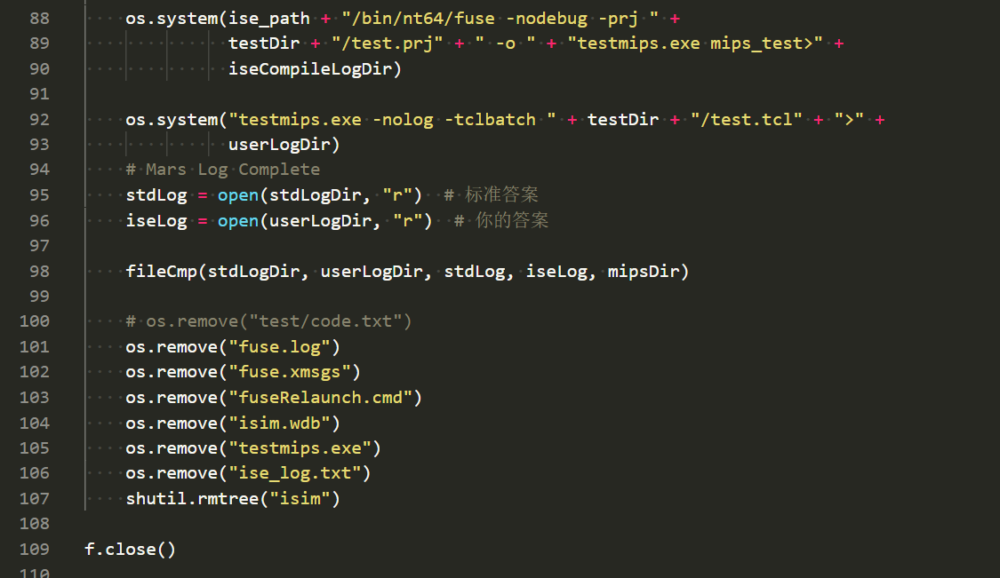 88 os.system(ise_path + "/bin/nt64/fuse -nodebug -prj " +
89 testDir + "/test.prj" + " -o " + "testmips.exe mips_test>" +
90 iseCompileLogDir)
91
92 os.system("testmips.exe -nolog -tclbatch " + testDir + "/test.tcl" + ">" +
93 userLogDir)
94 # Mars Log Complete
95 stdLog = open(stdLogDir, "r")  # 标准答案
96 iseLog = open(userLogDir, "r")  # 你的答案
97
98 fileCmp(stdLogDir, userLogDir, stdLog, iseLog, mipsDir)
99
100 # os.remove("test/code.txt")
101 os.remove("fuse.log")
102 os.remove("fuse.xmsgs")
103 os.remove("fuseRelaunch.cmd")
104 os.remove("isim.wdb")
105 os.remove("testmips.exe")
106 os.remove("ise_log.txt")
107 shutil.rmtree("isim")
108
109 f.close()
110